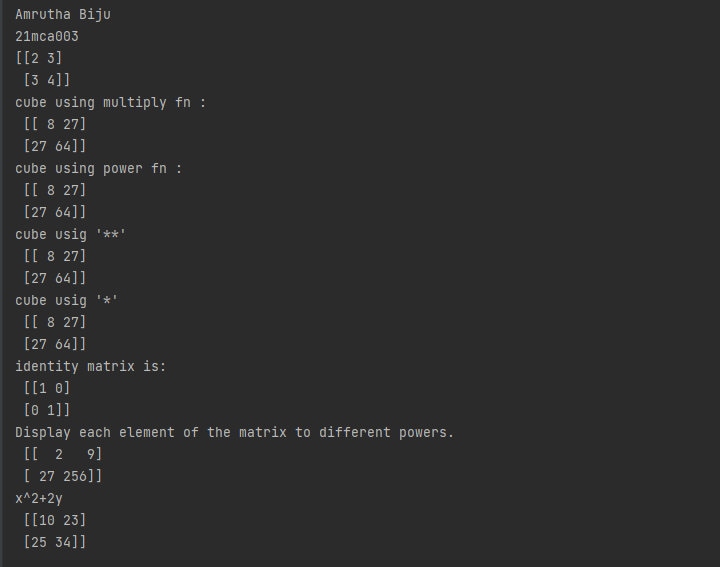 Amrutha Biju
21mca003
[[2 3]
 [3 4]]
cube using multiply fn :
 [[ 8 27]
 [27 64]]
cube using power fn :
 [[ 8 27]
 [27 64]]
cube usig '**'
 [[ 8 27]
 [27 64]]
cube usig '*'
 [[ 8 27]
 [27 64]]
identity matrix is:
 [[1 0]
 [0 1]]
Display each element of the matrix to different powers.
 [[  2   9]
 [ 27 256]]
x^2+2y
 [[10 23]
 [25 34]]